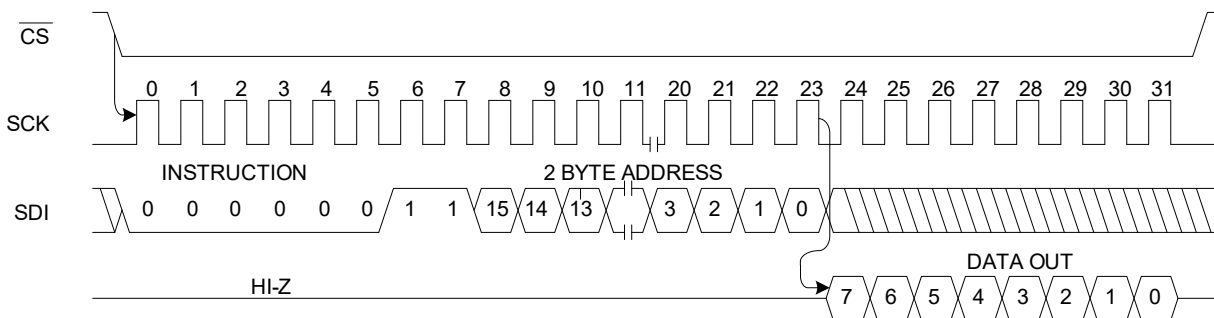 CS
0 1 2 3 4 5 6 7 8 9 10 11 20 21 22 23 24 25 26 27 28 29 30 31
SCK
INSTRUCTION 2 BYTE ADDRESS
SDI 0 0 0 0 0 0 1 1 15 14 13 3 2 1 0
DATA OUT
HI-Z
7 6 5 4 3 2 1 0